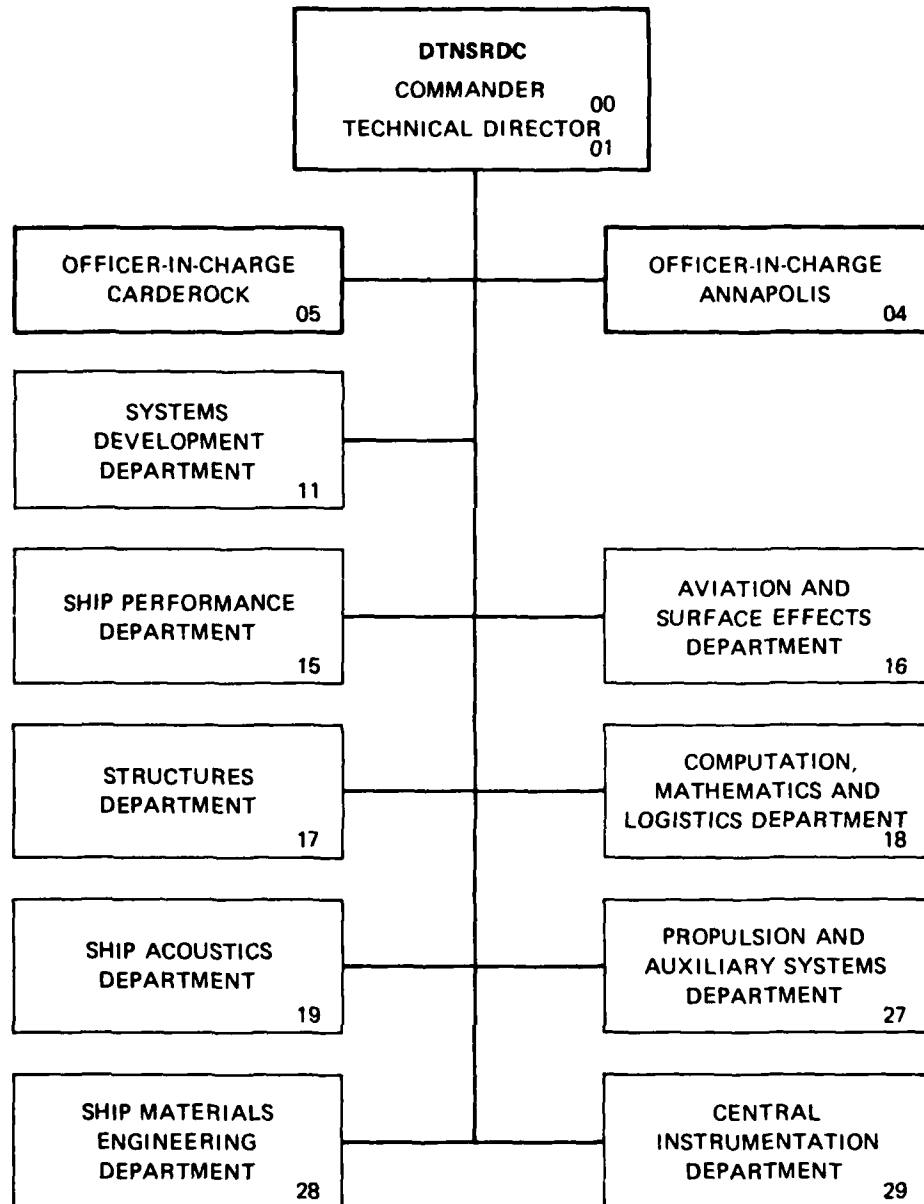 DTNSRDC
COMMANDER
00
TECHNICAL DIRECTOR
01
OFFICER-IN-CHARGE
CARDEROCK
05
OFFICER-IN-CHARGE
ANNAPOLIS
04
SYSTEMS
DEVELOPMENT
DEPARTMENT
11
SHIP PERFORMANCE
DEPARTMENT
15
AVIATION AND
SURFACE EFFECTS
DEPARTMENT
16
STRUCTURES
DEPARTMENT
17
COMPUTATION,
MATHEMATICS AND
LOGISTICS DEPARTMENT
18
SHIP ACOUSTICS
DEPARTMENT
19
PROPULSION AND
AUXILIARY SYSTEMS
DEPARTMENT
27
SHIP MATERIALS
ENGINEERING
DEPARTMENT
28
CENTRAL
INSTRUMENTATION
DEPARTMENT
29